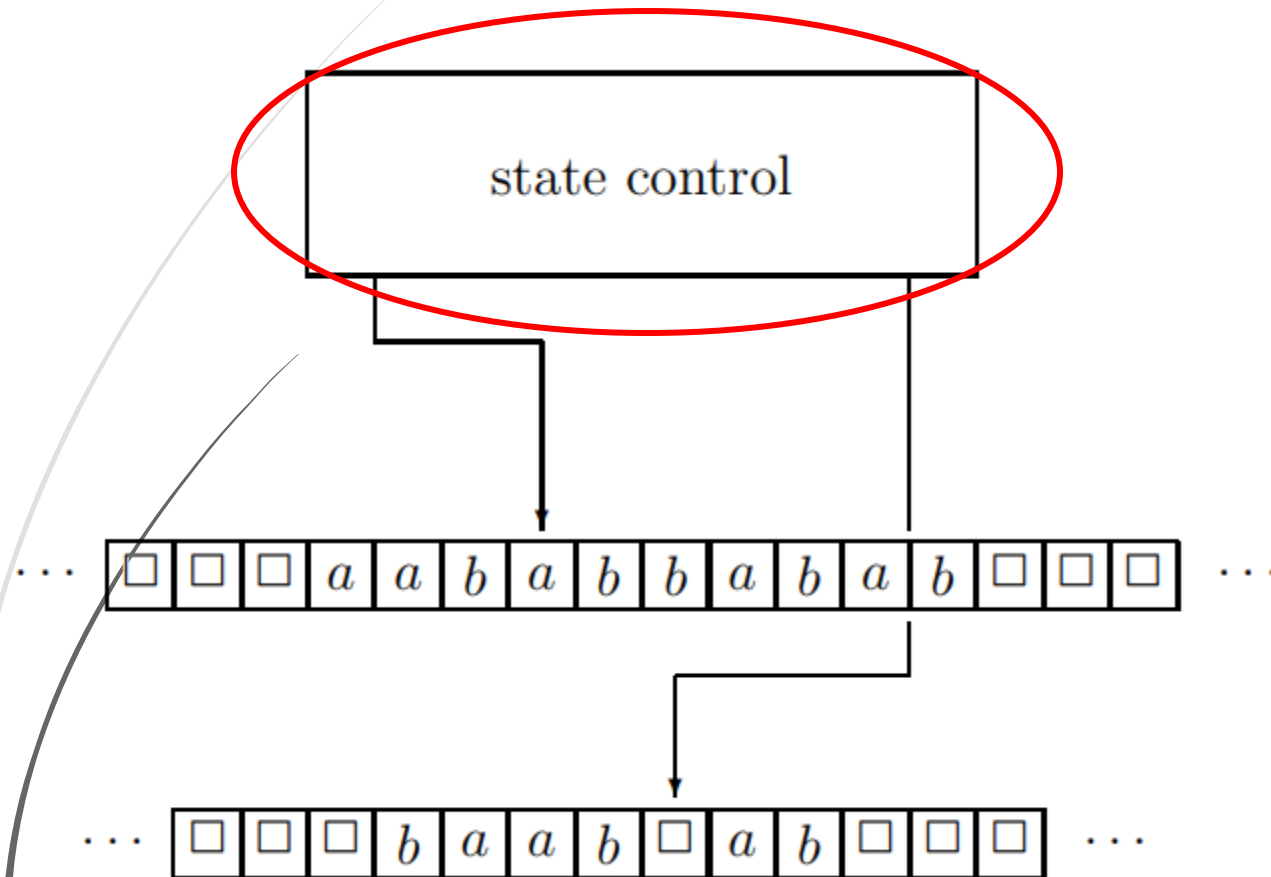 state control
··· □ □ □ a a b a b b a b a b □ □ □ ···
··· □ □ □ b a a b □ a b □ □ □ ···